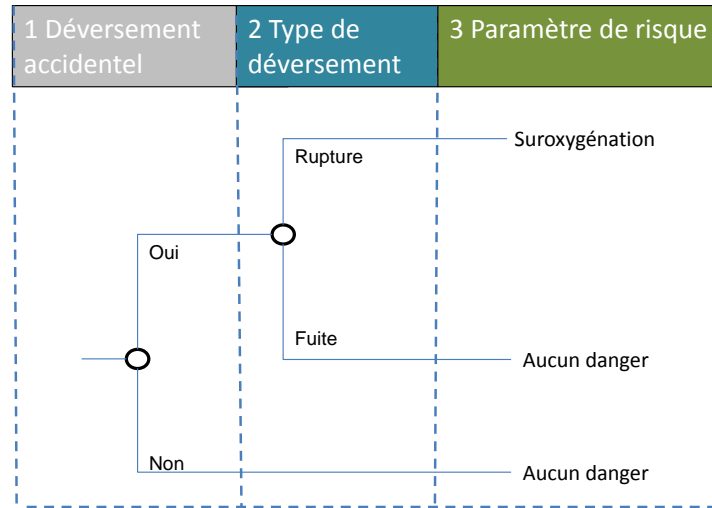 1 Déversement
accidentel
2 Type de
déversement
3 Paramètre de risque
Suroxygénation
Rupture
Oui
Fuite
Aucun danger
Non
Aucun danger